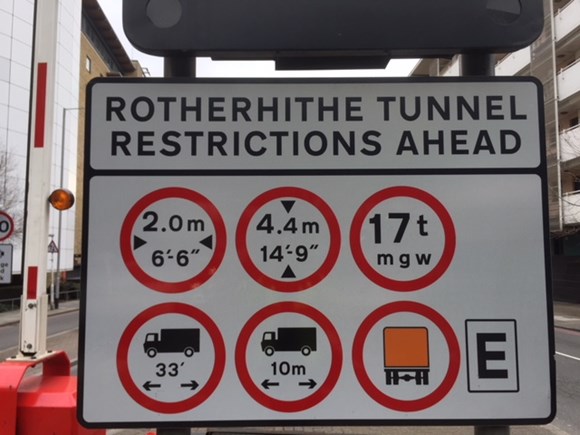 ROTHERHITHE TUNNEL
RESTRICTIONS AHEAD
2.0m
6'-6"
4.4m
14'-9"
17t
mgw
33'
10m
E